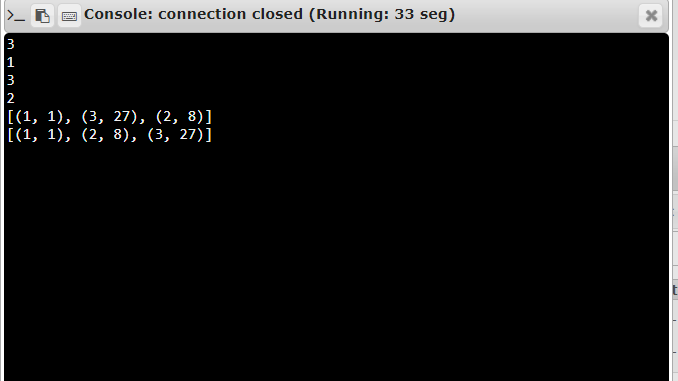 >_ Console: connection closed (Running: 33 seg)
3
1
3
2
[(1, 1), (3, 27), (2, 8)]
[(1, 1), (2, 8), (3, 27)]
t